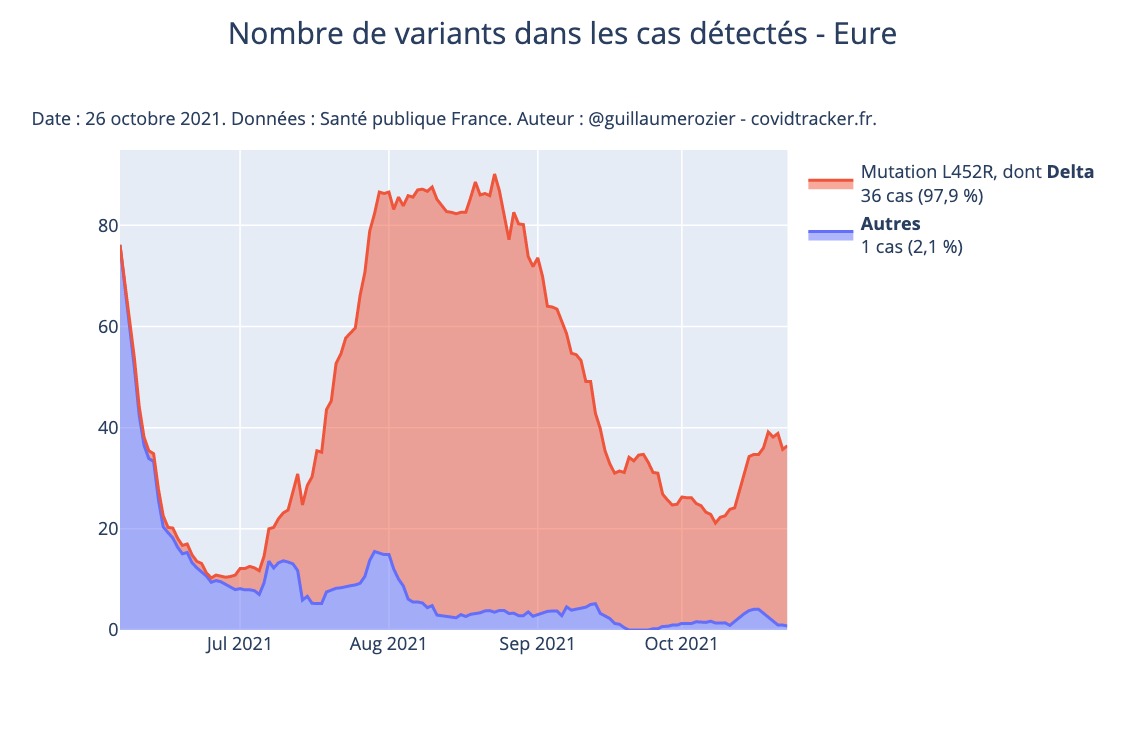 Nombre de variants dans les cas détectés - Eure
Date : 26 octobre 2021. Données : Santé publique France. Auteur : @guillaumerozier - covidtracker.fr.
Mutation L452R, dont Delta
36 cas (97,9 %)
Autres
1 cas (2,1 %)
80
60
40
20
0
Jul 2021
Aug 2021
Sep 2021
Oct 2021